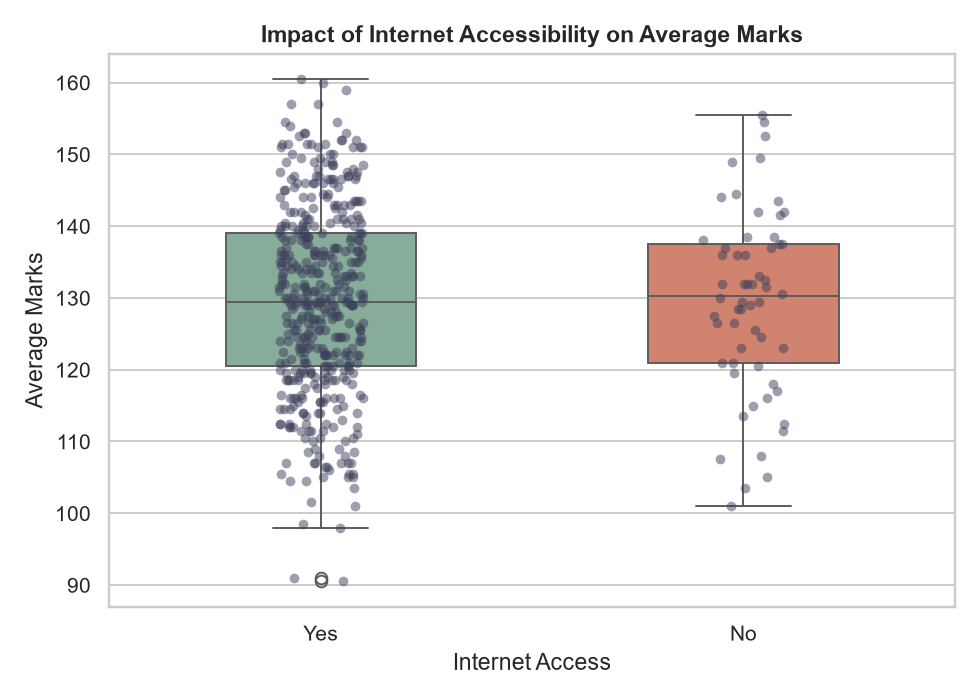 Impact of Internet Accessibility on Average Marks
Average Marks
160
150
140
130
120
110
100
90
Yes
No
Internet Access